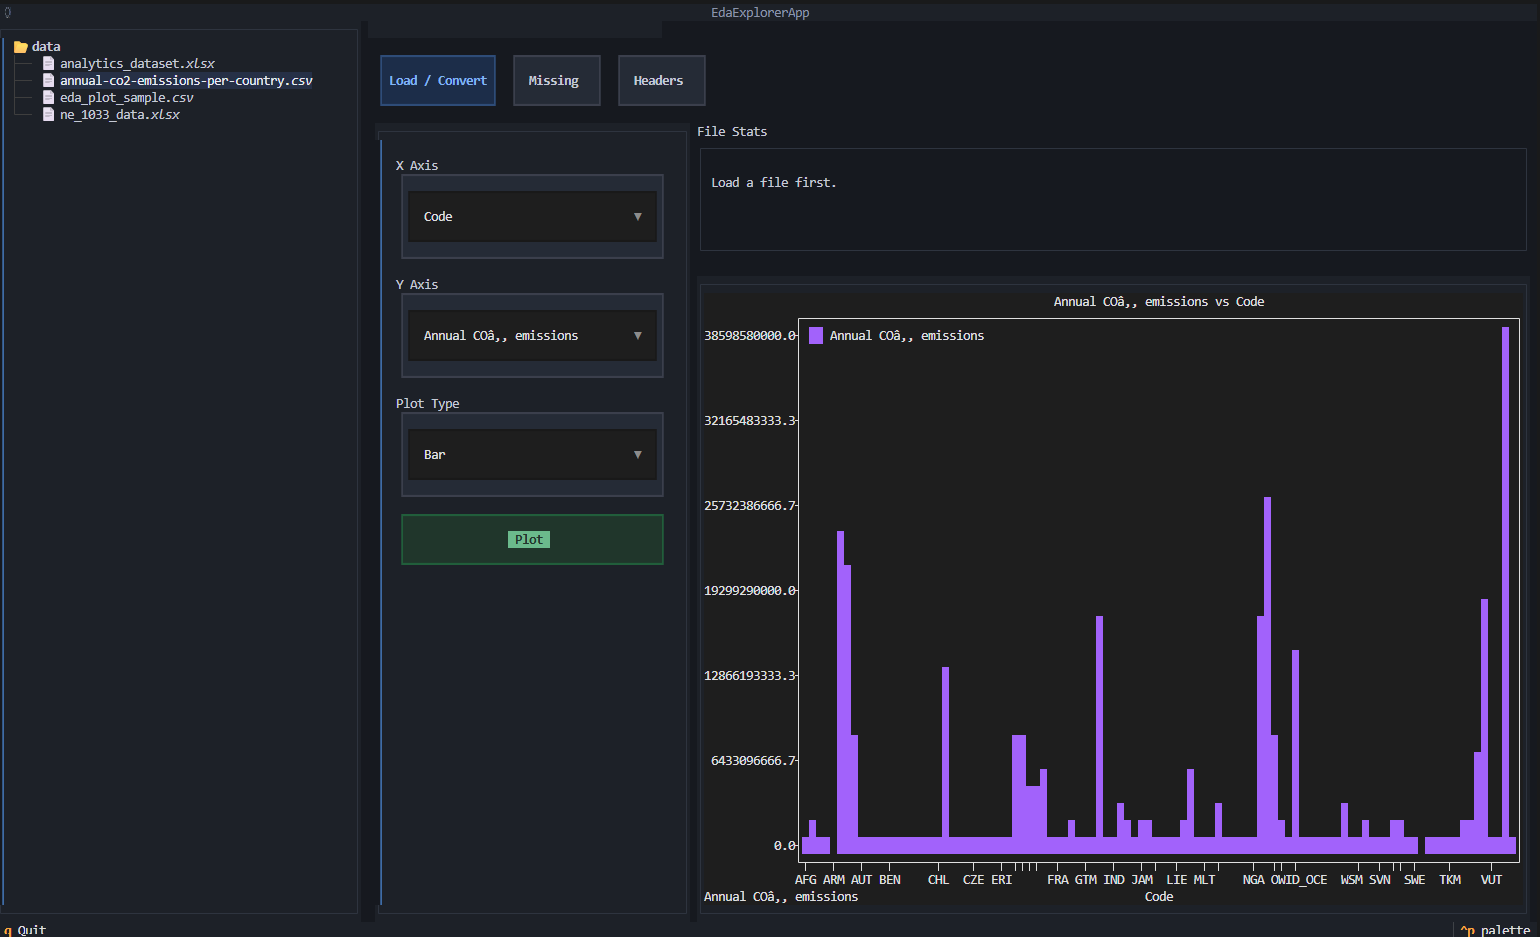 EdaExplorerApp
data
analytics_dataset.xlsx
annual-co2-emissions-per-country.csv
eda_plot_sample.csv
ne_1033_data.xlsx
Load / Convert
Missing
Headers
X Axis
Code
Y Axis
Annual COâ,, emissions
Plot Type
Bar
Plot
File Stats
Load a file first.
Annual COâ,, emissions vs Code
Annual COâ,, emissions
38598580000.0
32165483333.3
25732386666.7
19299290000.0
12866193333.3
6433096666.7
0.0
AFG ARM AUT BEN CHL CZE ERI FRA GTM IND JAM LIE MLT NGA OWID_OCE WSM SVN SWE TKM VUT
Annual COâ,, emissions Code
q Quit
^p palette